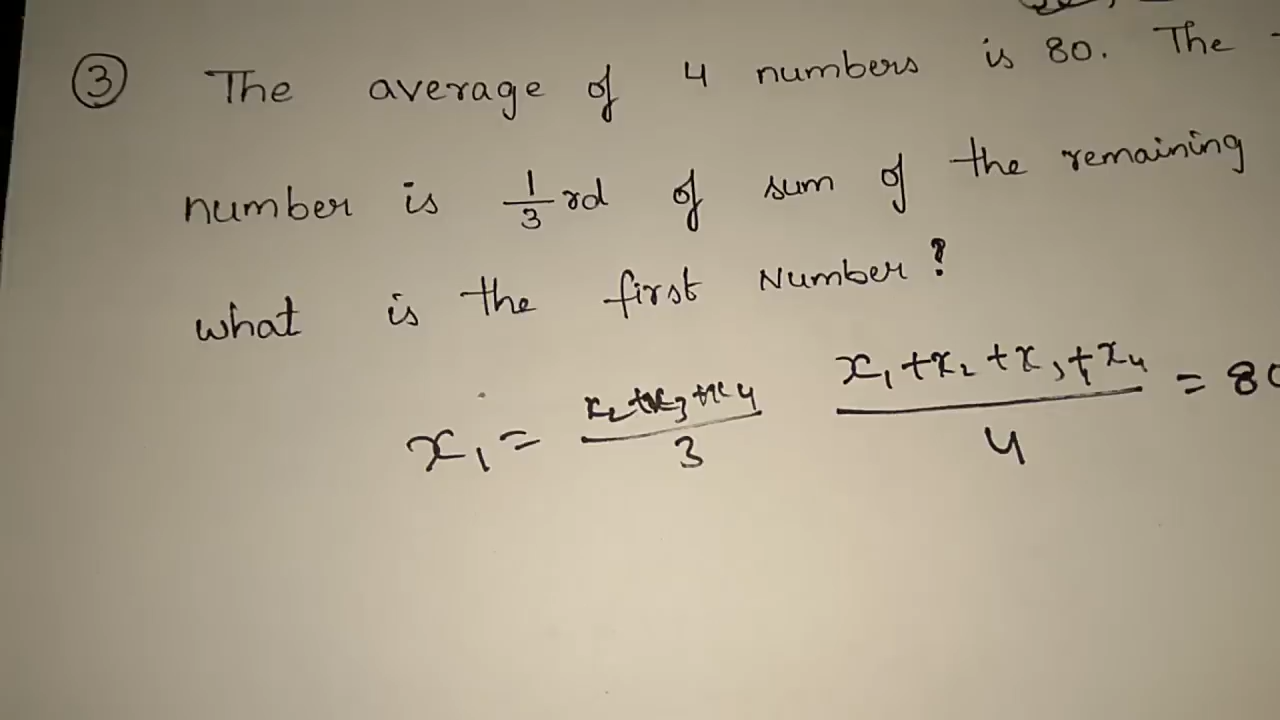 ③ The average of 4 numbers is 80. The
number is 1/3 rd of sum of the remaining
what is the first Number?
x₁ = (x₂+x₃+x₄)/3 (x₁+x₂+x₃+x₄)/4 = 80